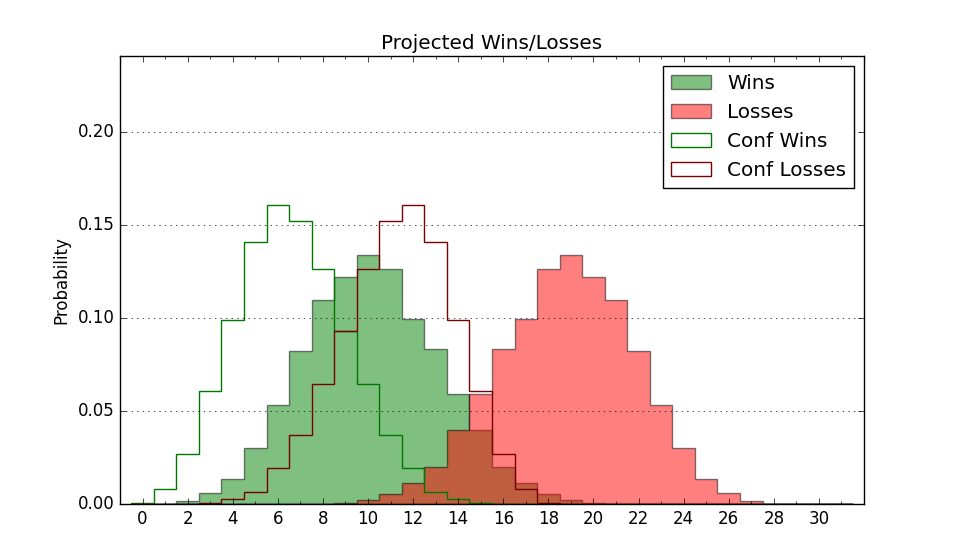 Projected Wins/Losses
Wins
Losses
Conf Wins
Conf Losses
Probability
0.20
0.15
0.10
0.05
0.00
0 2 4 6 8 10 12 14 16 18 20 22 24 26 28 30